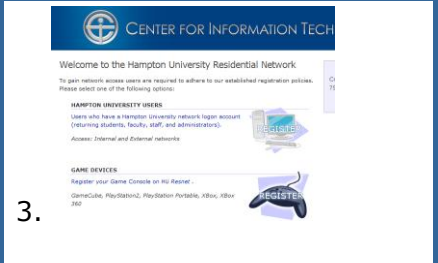 CENTER FOR INFORMATION TECH
Welcome to the Hampton University Residential Network
To gain network access users are required to adhere to our established registration policies.
Please select one of the following options:
HAMPTON UNIVERSITY USERS
Users who have a Hampton University network logon account
(returning students, faculty, staff, and administrators).
REGISTER
Access: Internal and External networks
GAME DEVICES
Register your Game Console on HU Resnet .
GameCube, PlayStation2, PlayStation Portable, XBox, XBox
360
REGISTER
3.